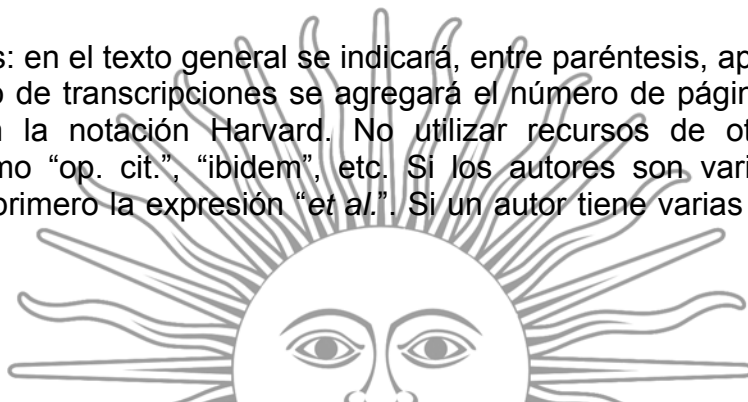 s: en el texto general se indicará, entre paréntesis, ap
o de transcripciones se agregará el número de págin
n la notación Harvard. No utilizar recursos de ot
mo “op. cit.”, “ibidem”, etc. Si los autores son vari
primero la expresión “et al.”. Si un autor tiene varias